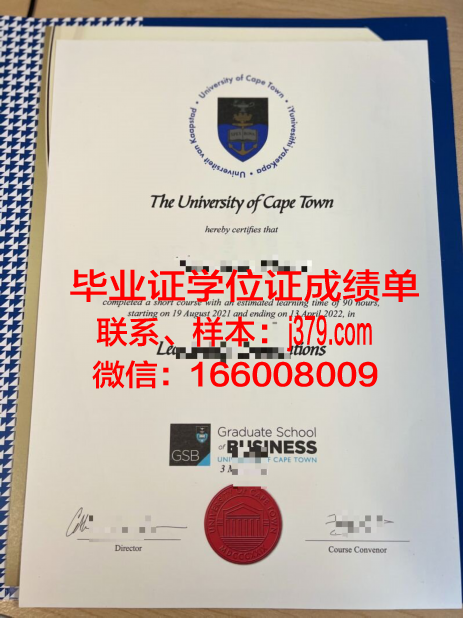 University of Cape Town • iYunivesithi yaseKapa • Universiteit van Kaapstad •
The University of Cape Town
hereby certifies that
毕业证学位证成绩单
completed a short course with an estimated learning time of 90 hours,
starting on 19 August 2021 and ending on 13 April 2022, in
联系、样本：j379.com
微信：166008009
GSB
Graduate School
of BUSINESS
UNIVERSITY OF CAPE TOWN
Director
Course Convenor